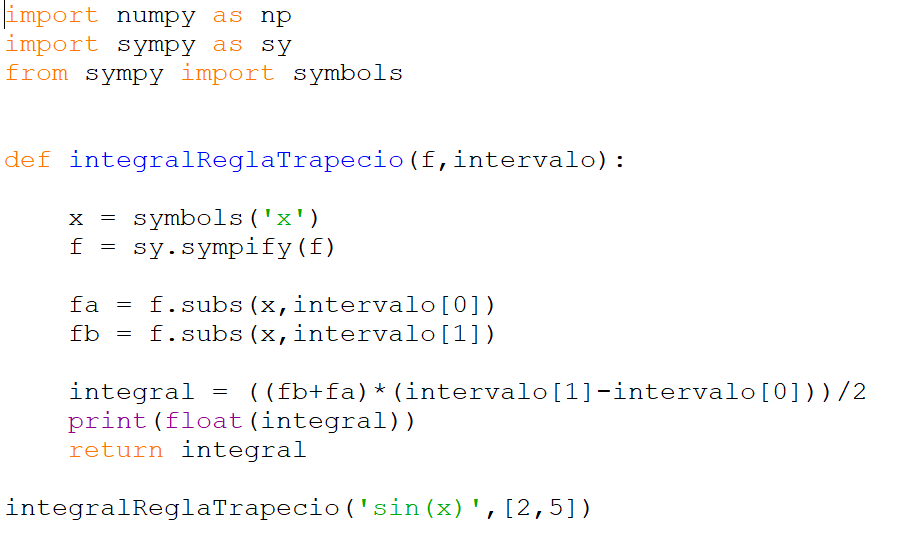 import numpy as np
import sympy as sy
from sympy import symbols
def integralReglaTrapecio(f,intervalo):
    x = symbols('x')
    f = sy.sympify(f)
    fa = f.subs(x,intervalo[0])
    fb = f.subs(x,intervalo[1])
    integral = ((fb+fa)*(intervalo[1]-intervalo[0]))/2
    print(float(integral))
    return integral
integralReglaTrapecio('sin(x)',[2,5])